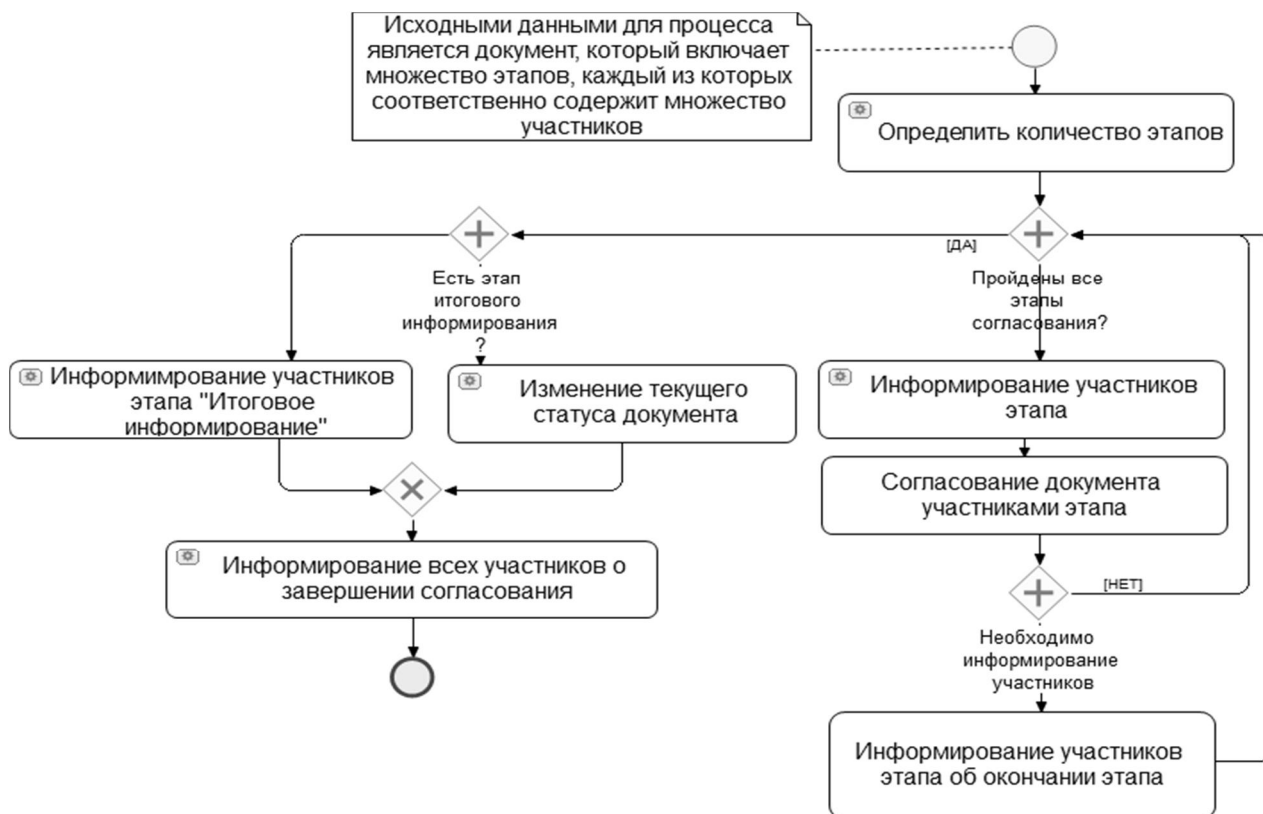 Исходными данными для процесса
является документ, который включает
множество этапов, каждый из которых
соответственно содержит множество
участников
Определить количество этапов
[ДА]
Есть этап
итогового
информирования
?
Пройдены все
этапы
согласования?
Информимрование участников
этапа "Итоговое
информирование"
Изменение текущего
статуса документа
Информирование участников
этапа
Согласование документа
участниками этапа
Информирование всех участников о
завершении согласования
[НЕТ]
Необходимо
информирование
участников
Информирование участников
этапа об окончании этапа